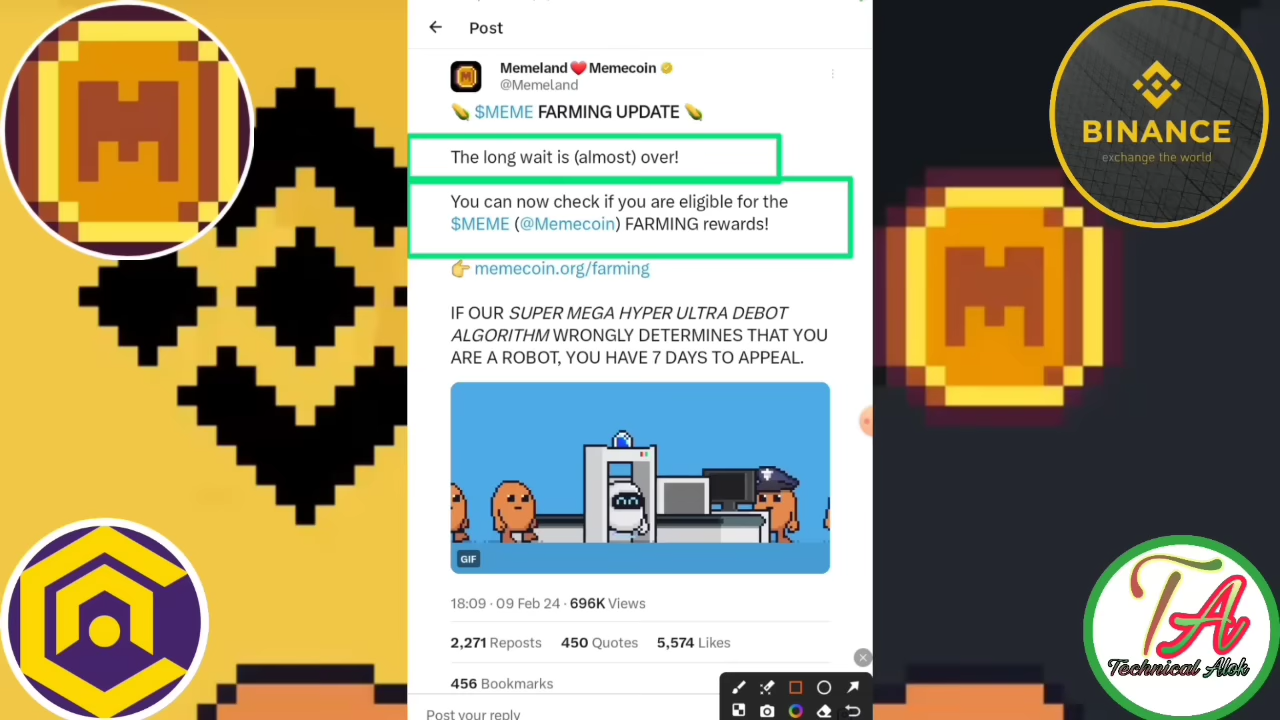 Post
Memeland❤️Memecoin
@Memeland
🌽 $MEME FARMING UPDATE 🌽
The long wait is (almost) over!
You can now check if you are eligible for the
$MEME (@Memecoin) FARMING rewards!
👉 memecoin.org/farming
IF OUR SUPER MEGA HYPER ULTRA DEBOT
ALGORITHM WRONGLY DETERMINES THAT YOU
ARE A ROBOT, YOU HAVE 7 DAYS TO APPEAL.
GIF
18:09 · 09 Feb 24 · 696K Views
2,271 Reposts 450 Quotes 5,574 Likes
456 Bookmarks
Post your reply
BINANCE
exchange the world
TA
Technical Alok